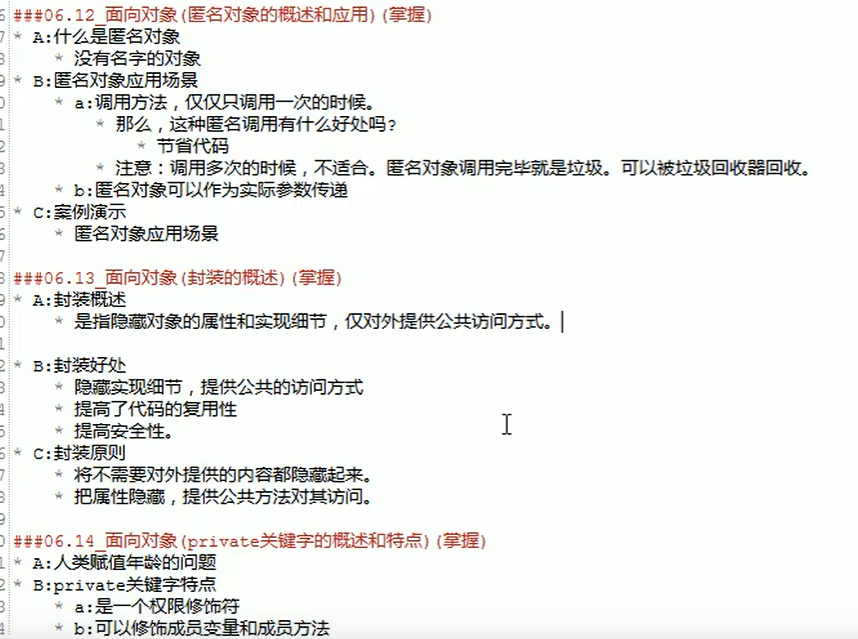 ###06.12_面向对象(匿名对象的概述和应用)(掌握)
* A:什么是匿名对象
* 没有名字的对象
* B:匿名对象应用场景
* a:调用方法，仅仅只调用一次的时候。
* 那么，这种匿名调用有什么好处吗?
* 节省代码
* 注意：调用多次的时候，不适合。匿名对象调用完毕就是垃圾。可以被垃圾回收器回收。
* b:匿名对象可以作为实际参数传递
* C:案例演示
* 匿名对象应用场景
###06.13_面向对象(封装的概述)(掌握)
* A:封装概述
* 是指隐藏对象的属性和实现细节，仅对外提供公共访问方式。
* B:封装好处
* 隐藏实现细节，提供公共的访问方式
* 提高了代码的复用性
* 提高安全性。
* C:封装原则
* 将不需要对外提供的内容都隐藏起来。
* 把属性隐藏，提供公共方法对其访问。
###06.14_面向对象(private关键字的概述和特点)(掌握)
* A:人类赋值年龄的问题
* B:private关键字特点
* a:是一个权限修饰符
* b:可以修饰成员变量和成员方法